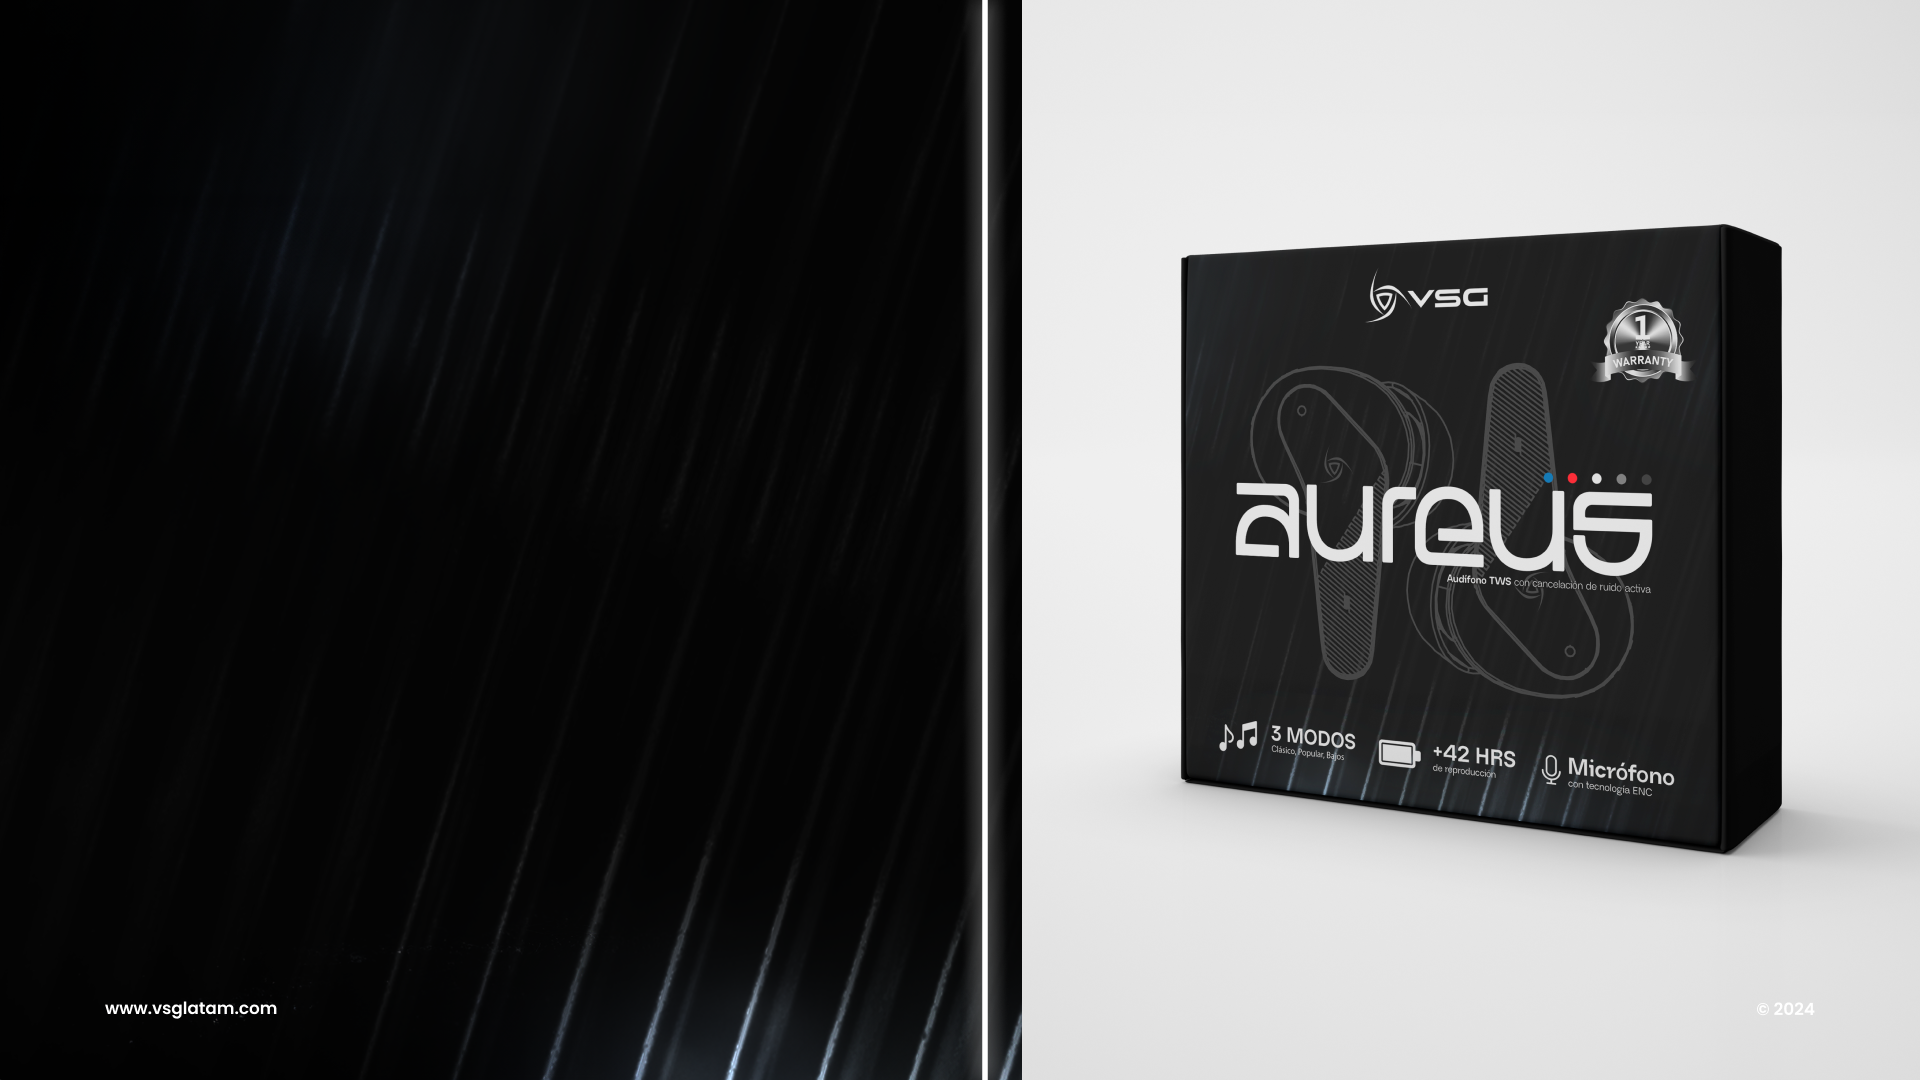 VSG
1
WARRANTY
aureus
Audífono TWS con cancelación de ruido activa
3 MODOS
Clásico, Popular, Bajos
+42 HRS
de reproducción
Micrófono
con tecnología ENC
www.vsglatam.com
© 2024